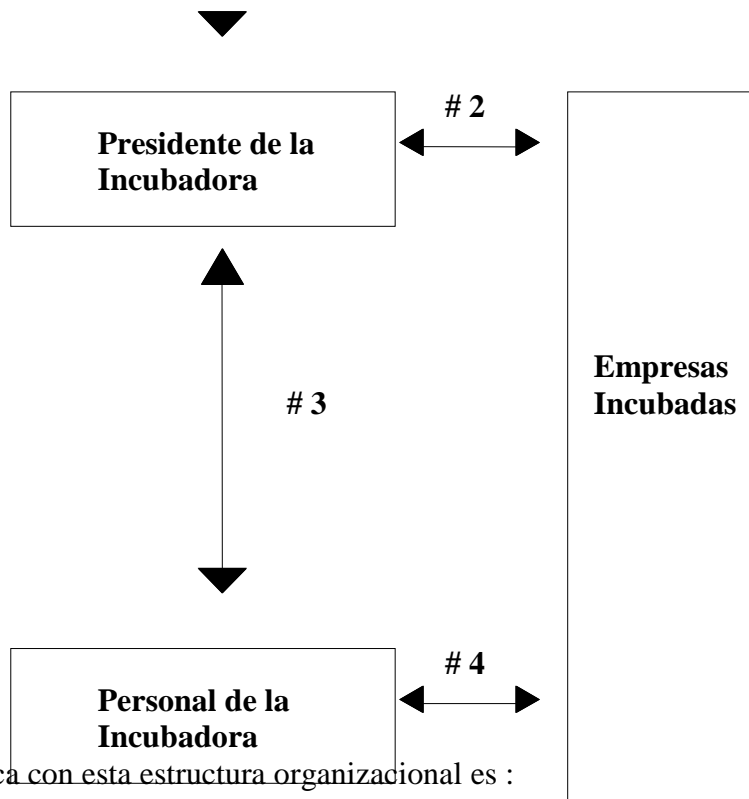 # 2
Presidente de la
Incubadora
Empresas
Incubadas
# 3
# 4
Personal de la
Incubadora
ca con esta estructura organizacional es :